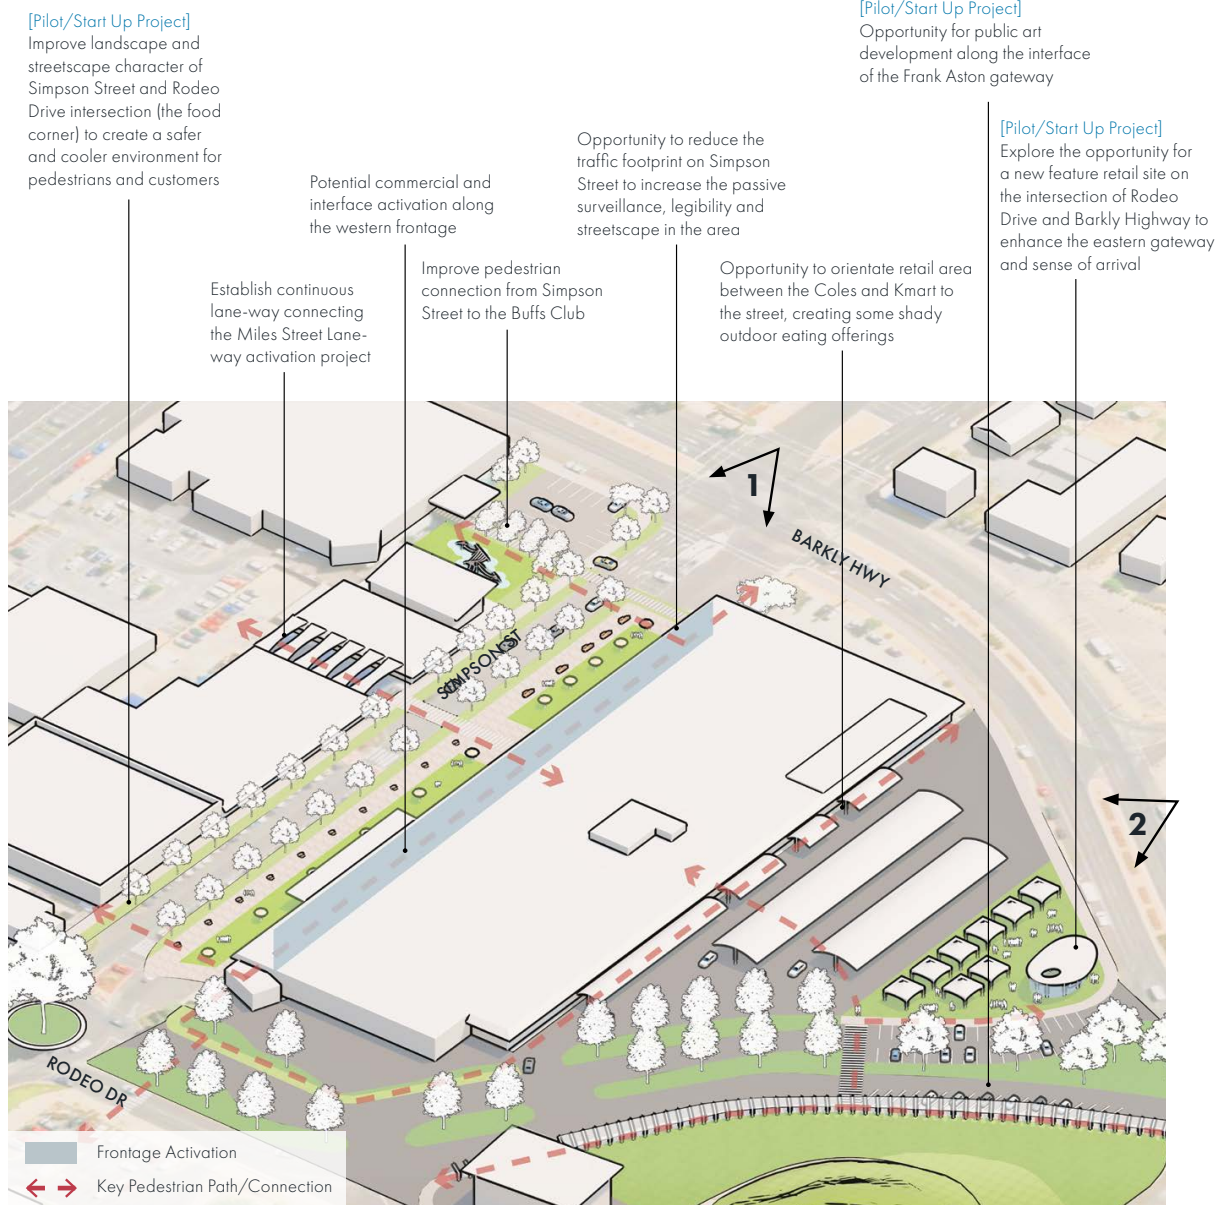 [Pilot/Start Up Project]
Improve landscape and
streetscape character of
Simpson Street and Rodeo
Drive intersection (the food
corner) to create a safer
and cooler environment for
pedestrians and customers
Establish continuous
lane-way connecting
the Miles Street Lane-
way activation project
Potential commercial and
interface activation along
the western frontage
Improve pedestrian
connection from Simpson
Street to the Buffs Club
Opportunity to reduce the
traffic footprint on Simpson
Street to increase the passive
surveillance, legibility and
streetscape in the area
Opportunity to orientate retail area
between the Coles and Kmart to
the street, creating some shady
outdoor eating offerings
[Pilot/Start Up Project]
Opportunity for public art
development along the interface
of the Frank Aston gateway
[Pilot/Start Up Project]
Explore the opportunity for
a new feature retail site on
the intersection of Rodeo
Drive and Barkly Highway to
enhance the eastern gateway
and sense of arrival
1
BARKLY HWY
SIMPSON ST
2
RODEO DR
Frontage Activation
Key Pedestrian Path/Connection